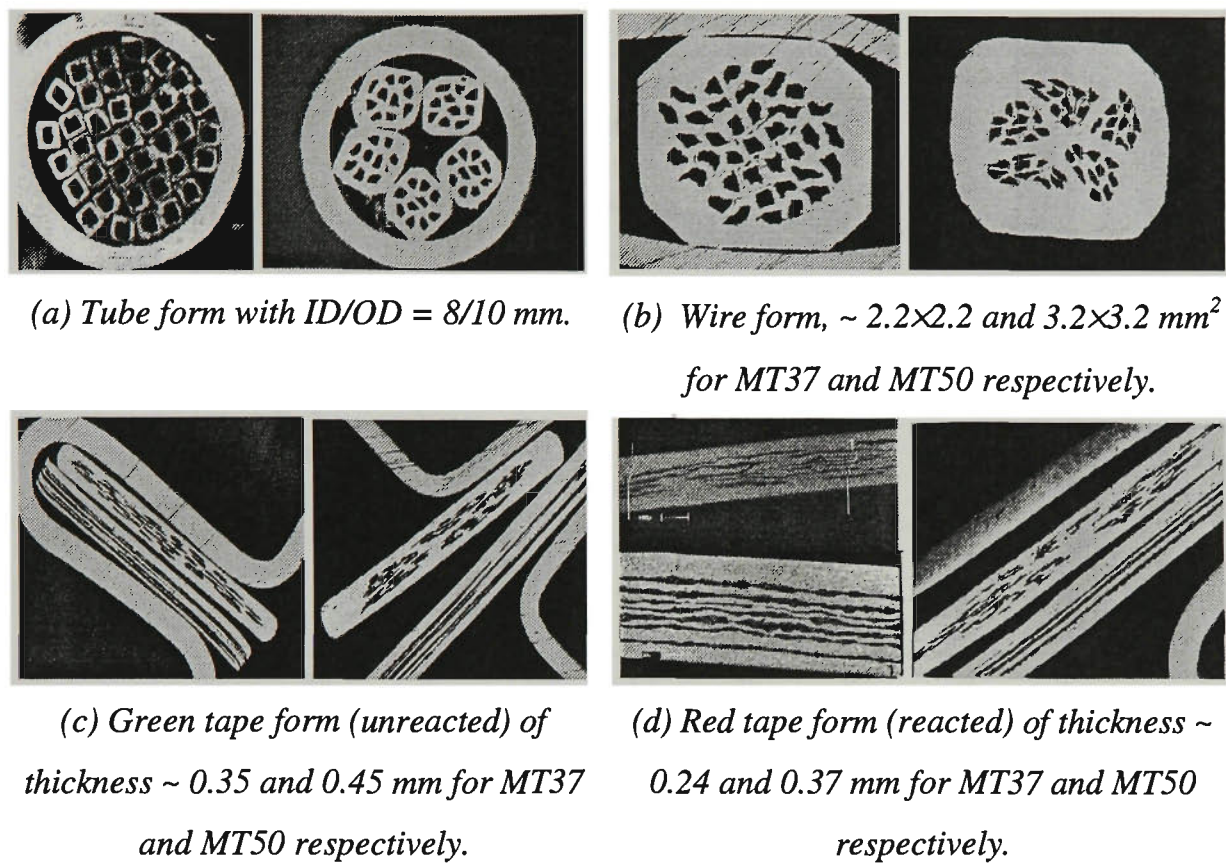 (a) Tube form with ID/OD = 8/10 mm.
(b) Wire form, ~ 2.2×2.2 and 3.2×3.2 mm²
for MT37 and MT50 respectively.
(c) Green tape form (unreacted) of
thickness ~ 0.35 and 0.45 mm for MT37
and MT50 respectively.
(d) Red tape form (reacted) of thickness ~
0.24 and 0.37 mm for MT37 and MT50
respectively.